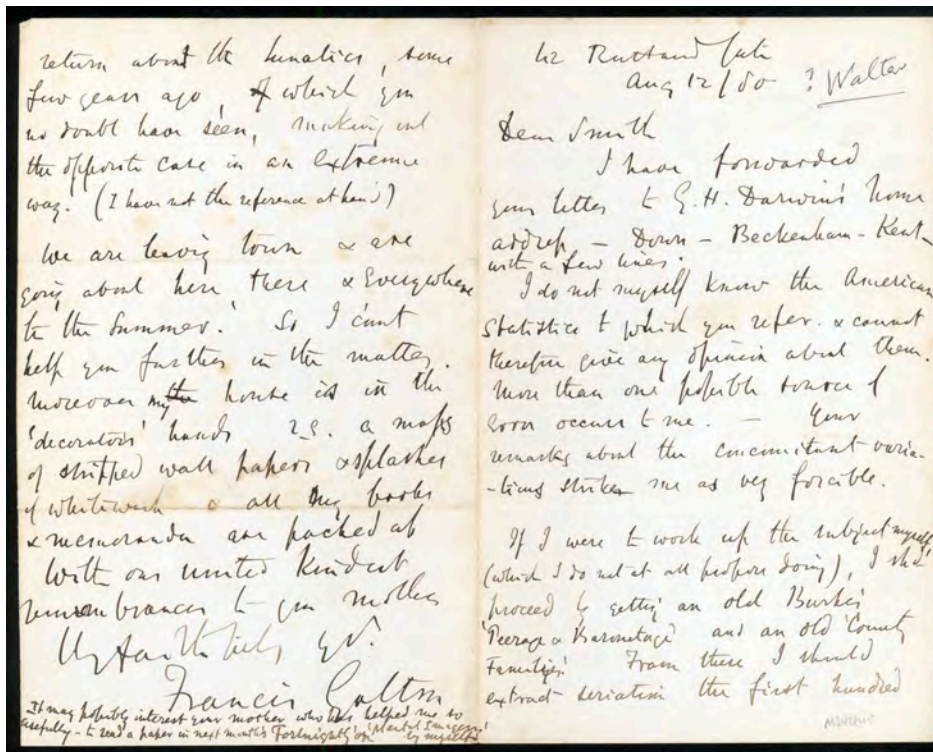 42 Rutland Gate
Aug 12/80 ? Walter
Dear Smith
I have forwarded
your letter to G. H. Darwin's home
address – Down – Beckenham – Kent –
with a few lines.
I do not myself know the American
Statistics to which you refer. & cannot
therefore give any opinion about them.
More than one possible source of
error occurs to me. — Your
remarks about the concomitant varia-
-tions strikes me as very forcible.
If I were to work up the subject myself
(which I do not at all propose doing), I shd
proceed by getting an old Burke's
'Peerage & Baronetage' and an old 'County
Families'. From these I should
extract seriatim the first hundred
return about the lunatics, some
few years ago, of which you
no doubt have seen, making out
the opposite case in an extreme
way. (I have not the reference at hand)
We are leaving town & are
going about here, there & everywhere
to the Summer. So I can't
help you further in the matter.
Moreover my the house is in the
'decorators' hands e.g. a mass
of stripped wall papers & splashes
of whitewash & all my books
& memoranda are packed up
With our united kindest
remembrances to your mother
Vy faithfully yrs.
Francis Galton
It may possibly interest your mother who has helped me so
usefully – to read a paper in next month's 'Fortnightly' on 'Mental Imagery'
by myself